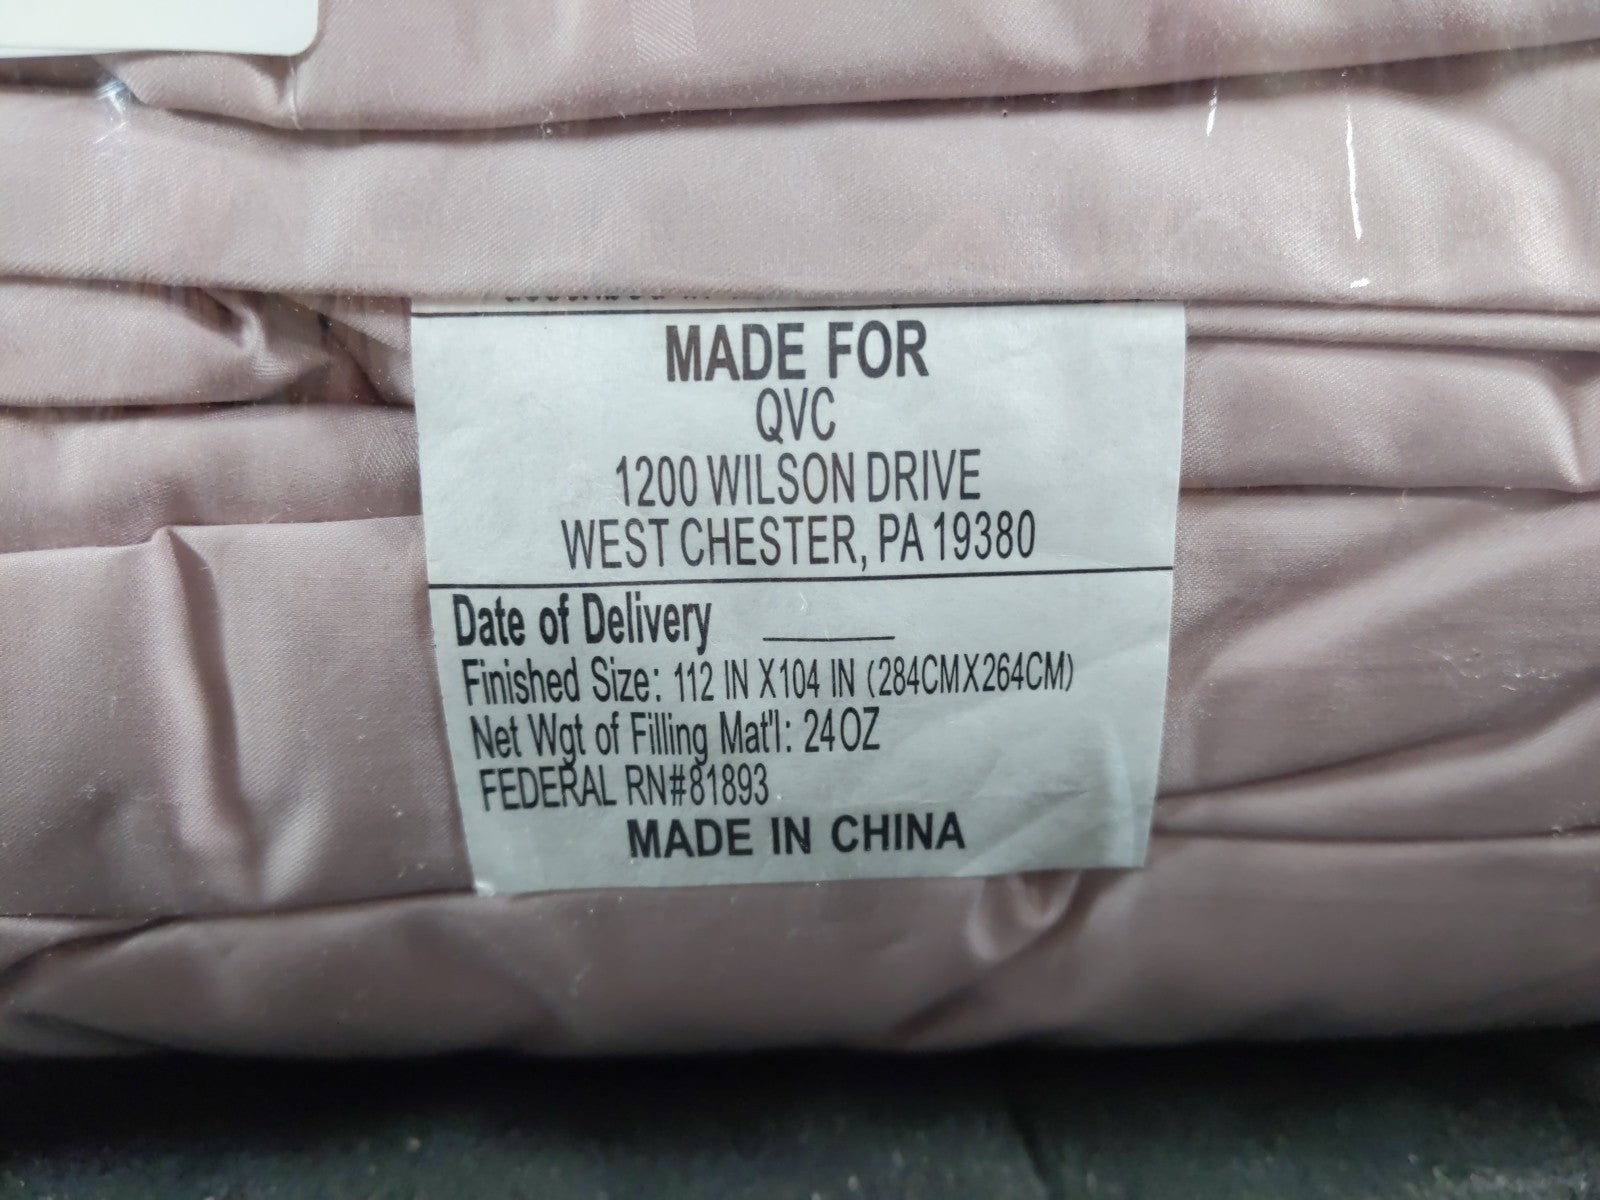 MADE FOR
QVC
1200 WILSON DRIVE
WEST CHESTER, PA 19380
Date of Delivery ______
Finished Size: 112 IN X104 IN (284CMX264CM)
Net Wgt of Filling Mat'l: 24OZ
FEDERAL RN#81893
MADE IN CHINA